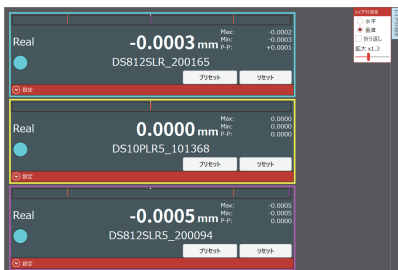 Max: -0.0002
Real -0.0003 mm Min: -0.0003
P-P: +0.0001
DS812SLR_200165
プリセット リセット
設定
Max: 0.0000
Real 0.0000 mm Min: 0.0000
P-P: 0.0000
DS10PLR5_101368
プリセット リセット
設定
Max: -0.0005
Real -0.0005 mm Min: -0.0005
P-P: 0.0000
DS812SLR5_200094
プリセット リセット
設定
レイアウト設定
水平
垂直
折り返し
拡大 x1.3